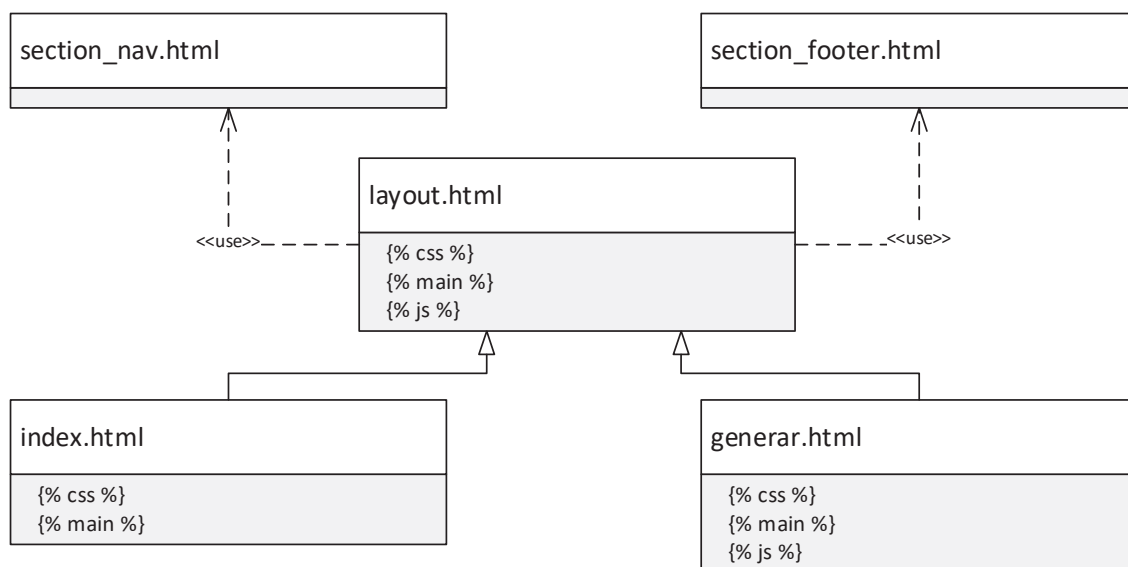 section_nav.html
section_footer.html
layout.html
<<use>>
<<use>>
{% css %}
{% main %}
{% js %}
index.html
generar.html
{% css %}
{% main %}
{% css %}
{% main %}
{% js %}